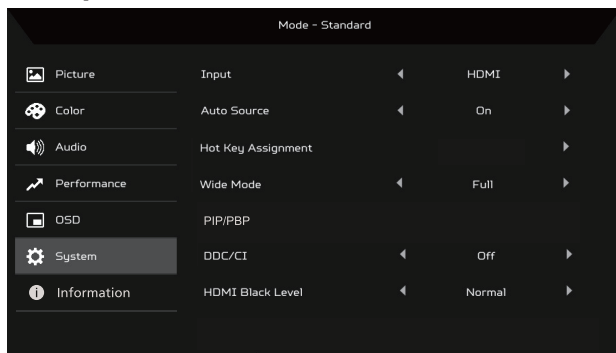 Mode - Standard
Picture
Color
Audio
Performance
OSD
System
Information
Input HDMI
Auto Source On
Hot Key Assignment
Wide Mode Full
PIP/PBP
DDC/CI Off
HDMI Black Level Normal